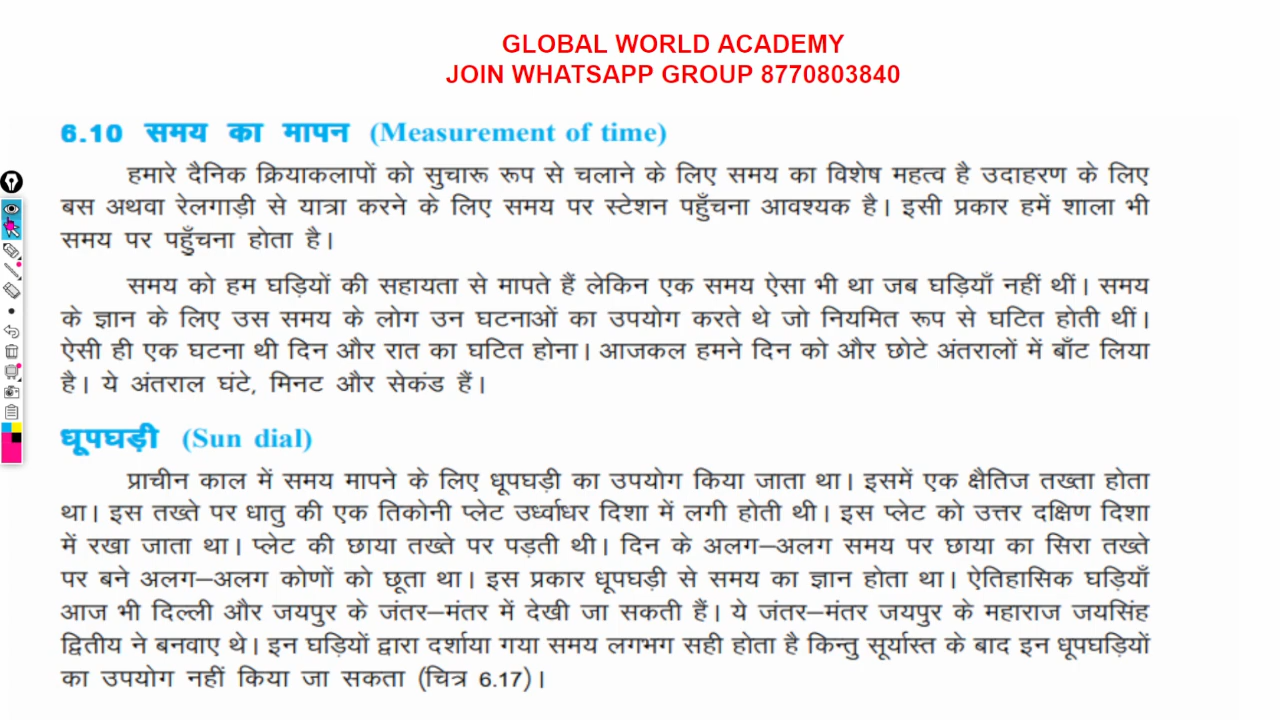 GLOBAL WORLD ACADEMY
JOIN WHATSAPP GROUP 8770803840
6.10 समय का मापन (Measurement of time)
हमारे दैनिक क्रियाकलापों को सुचारू रूप से चलाने के लिए समय का विशेष महत्व है उदाहरण के लिए
बस अथवा रेलगाड़ी से यात्रा करने के लिए समय पर स्टेशन पहुँचना आवश्यक है। इसी प्रकार हमें शाला भी
समय पर पहुँचना होता है।
समय को हम घड़ियों की सहायता से मापते हैं लेकिन एक समय ऐसा भी था जब घड़ियाँ नहीं थीं। समय
के ज्ञान के लिए उस समय के लोग उन घटनाओं का उपयोग करते थे जो नियमित रूप से घटित होती थीं।
ऐसी ही एक घटना थी दिन और रात का घटित होना। आजकल हमने दिन को और छोटे अंतरालों में बाँट लिया
है। ये अंतराल घंटे, मिनट और सेकंड हैं।
धूपघड़ी (Sun dial)
प्राचीन काल में समय मापने के लिए धूपघड़ी का उपयोग किया जाता था। इसमें एक क्षैतिज तख्ता होता
था। इस तख्ते पर धातु की एक तिकोनी प्लेट उर्ध्वाधर दिशा में लगी होती थी। इस प्लेट को उत्तर दक्षिण दिशा
में रखा जाता था। प्लेट की छाया तख्ते पर पड़ती थी। दिन के अलग–अलग समय पर छाया का सिरा तख्ते
पर बने अलग–अलग कोणों को छूता था। इस प्रकार धूपघड़ी से समय का ज्ञान होता था। ऐतिहासिक घड़ियाँ
आज भी दिल्ली और जयपुर के जंतर–मंतर में देखी जा सकती हैं। ये जंतर–मंतर जयपुर के महाराज जयसिंह
द्वितीय ने बनवाए थे। इन घड़ियों द्वारा दर्शाया गया समय लगभग सही होता है किन्तु सूर्यास्त के बाद इन धूपघड़ियों
का उपयोग नहीं किया जा सकता (चित्र 6.17)।